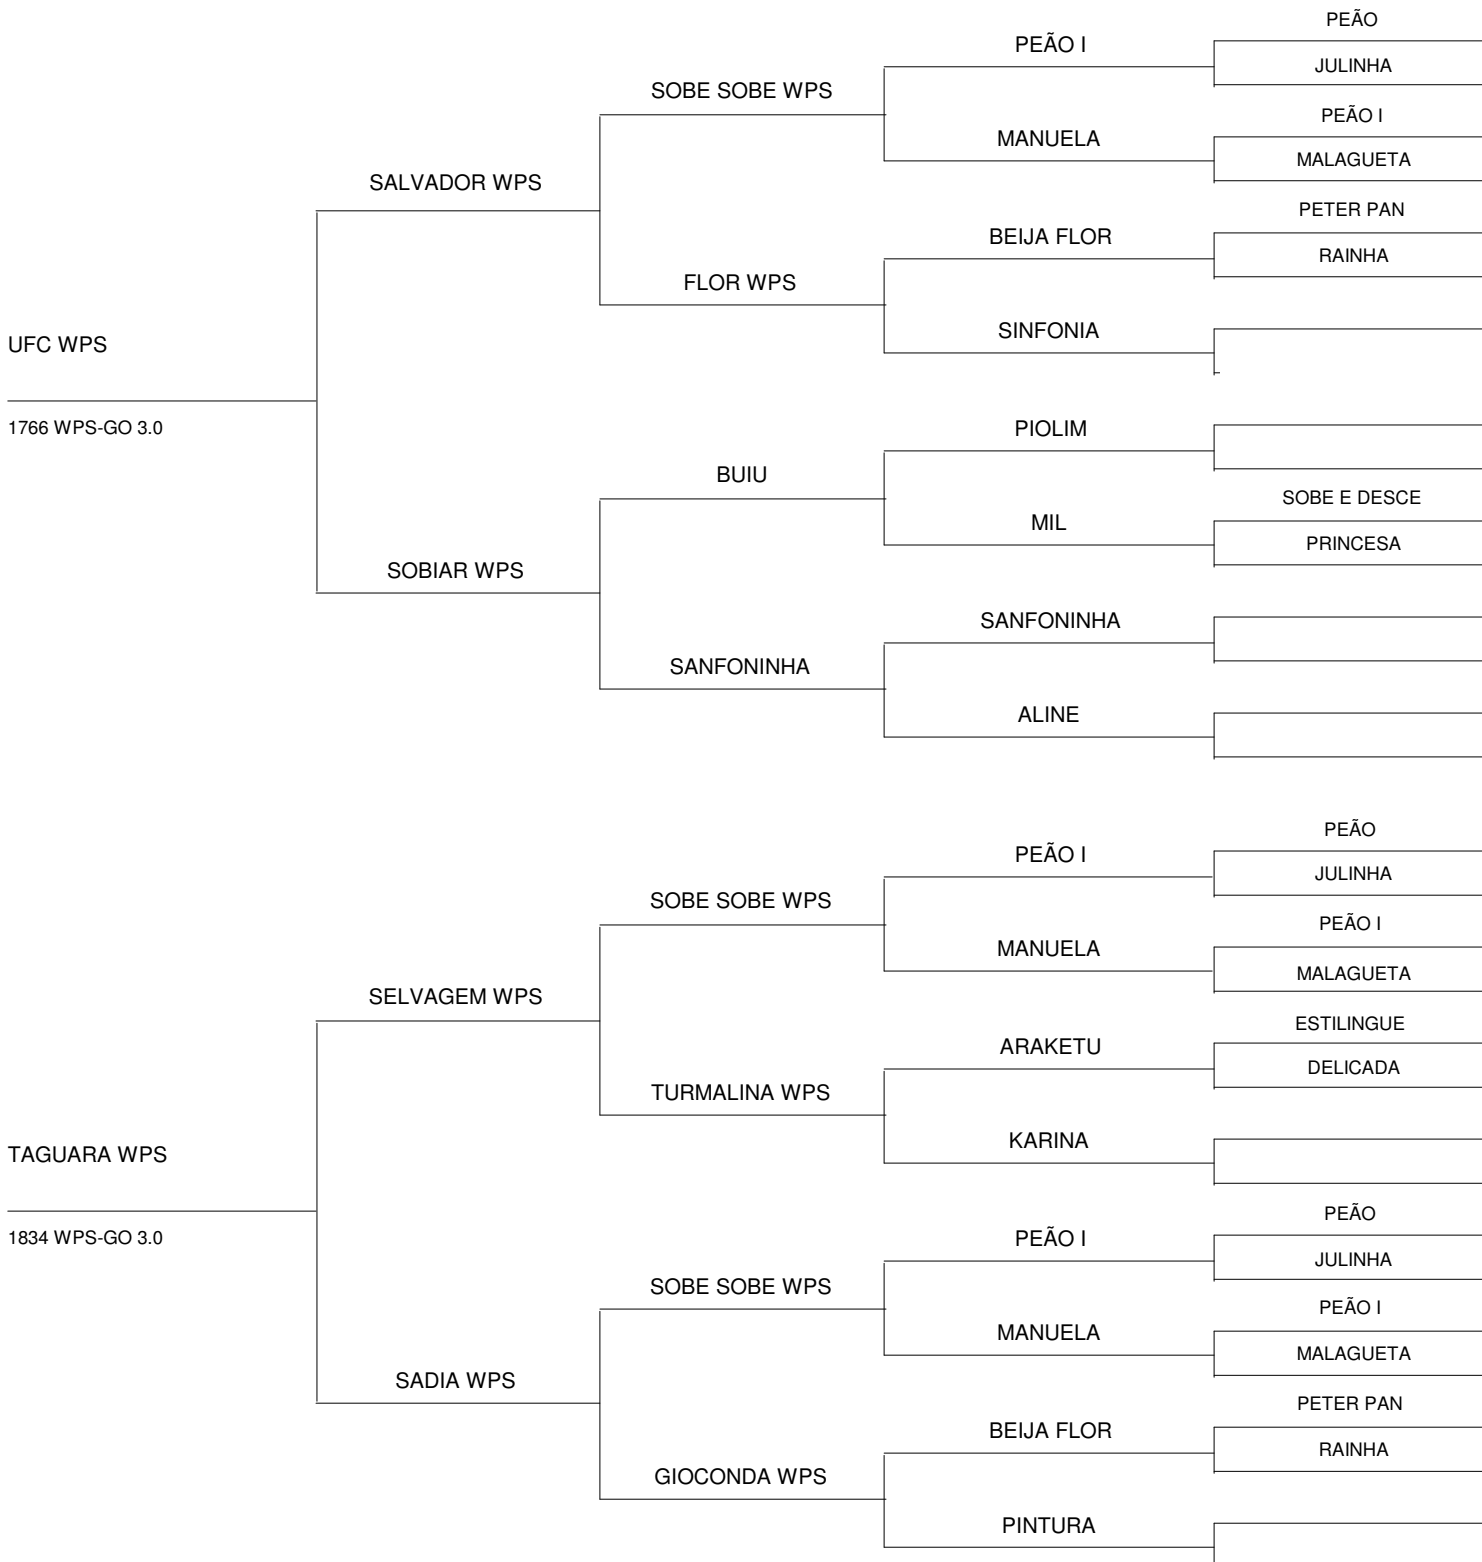 PEÃO
PEÃO I
JULINHA
SOBE SOBE WPS
PEÃO I
MANUELA
MALAGUETA
SALVADOR WPS
PETER PAN
BEIJA FLOR
RAINHA
FLOR WPS
SINFONIA
UFC WPS
1766 WPS-GO 3.0
PIOLIM
BUIU
SOBE E DESCE
MIL
PRINCESA
SOBIAR WPS
SANFONINHA
SANFONINHA
ALINE
PEÃO
PEÃO I
JULINHA
SOBE SOBE WPS
PEÃO I
MANUELA
MALAGUETA
SELVAGEM WPS
ESTILINGUE
ARAKETU
DELICADA
TURMALINA WPS
KARINA
TAGUARA WPS
1834 WPS-GO 3.0
PEÃO
PEÃO I
JULINHA
SOBE SOBE WPS
PEÃO I
MANUELA
MALAGUETA
SADIA WPS
PETER PAN
BEIJA FLOR
RAINHA
GIOCONDA WPS
PINTURA